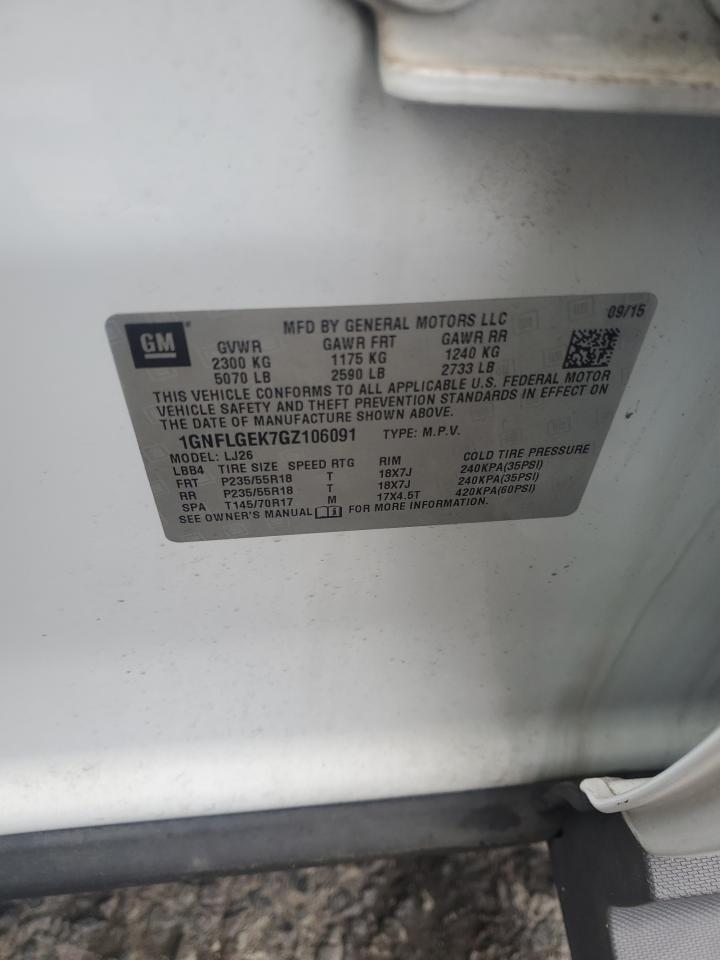 GM
MFD BY GENERAL MOTORS LLC 09/15
GVWR GAWR FRT GAWR RR
2300 KG 1175 KG 1240 KG
5070 LB 2590 LB 2733 LB
THIS VEHICLE CONFORMS TO ALL APPLICABLE U.S. FEDERAL MOTOR
VEHICLE SAFETY AND THEFT PREVENTION STANDARDS IN EFFECT ON
THE DATE OF MANUFACTURE SHOWN ABOVE.
1GNFLGEK7GZ106091 TYPE: M.P.V.
MODEL: LJ26
LBB4 TIRE SIZE SPEED RTG RIM COLD TIRE PRESSURE
FRT P235/55R18 T 18X7J 240KPA(35PSI)
RR P235/55R18 T 18X7J 240KPA(35PSI)
SPA T145/70R17 M 17X4.5T 420KPA(60PSI)
SEE OWNER'S MANUAL FOR MORE INFORMATION.